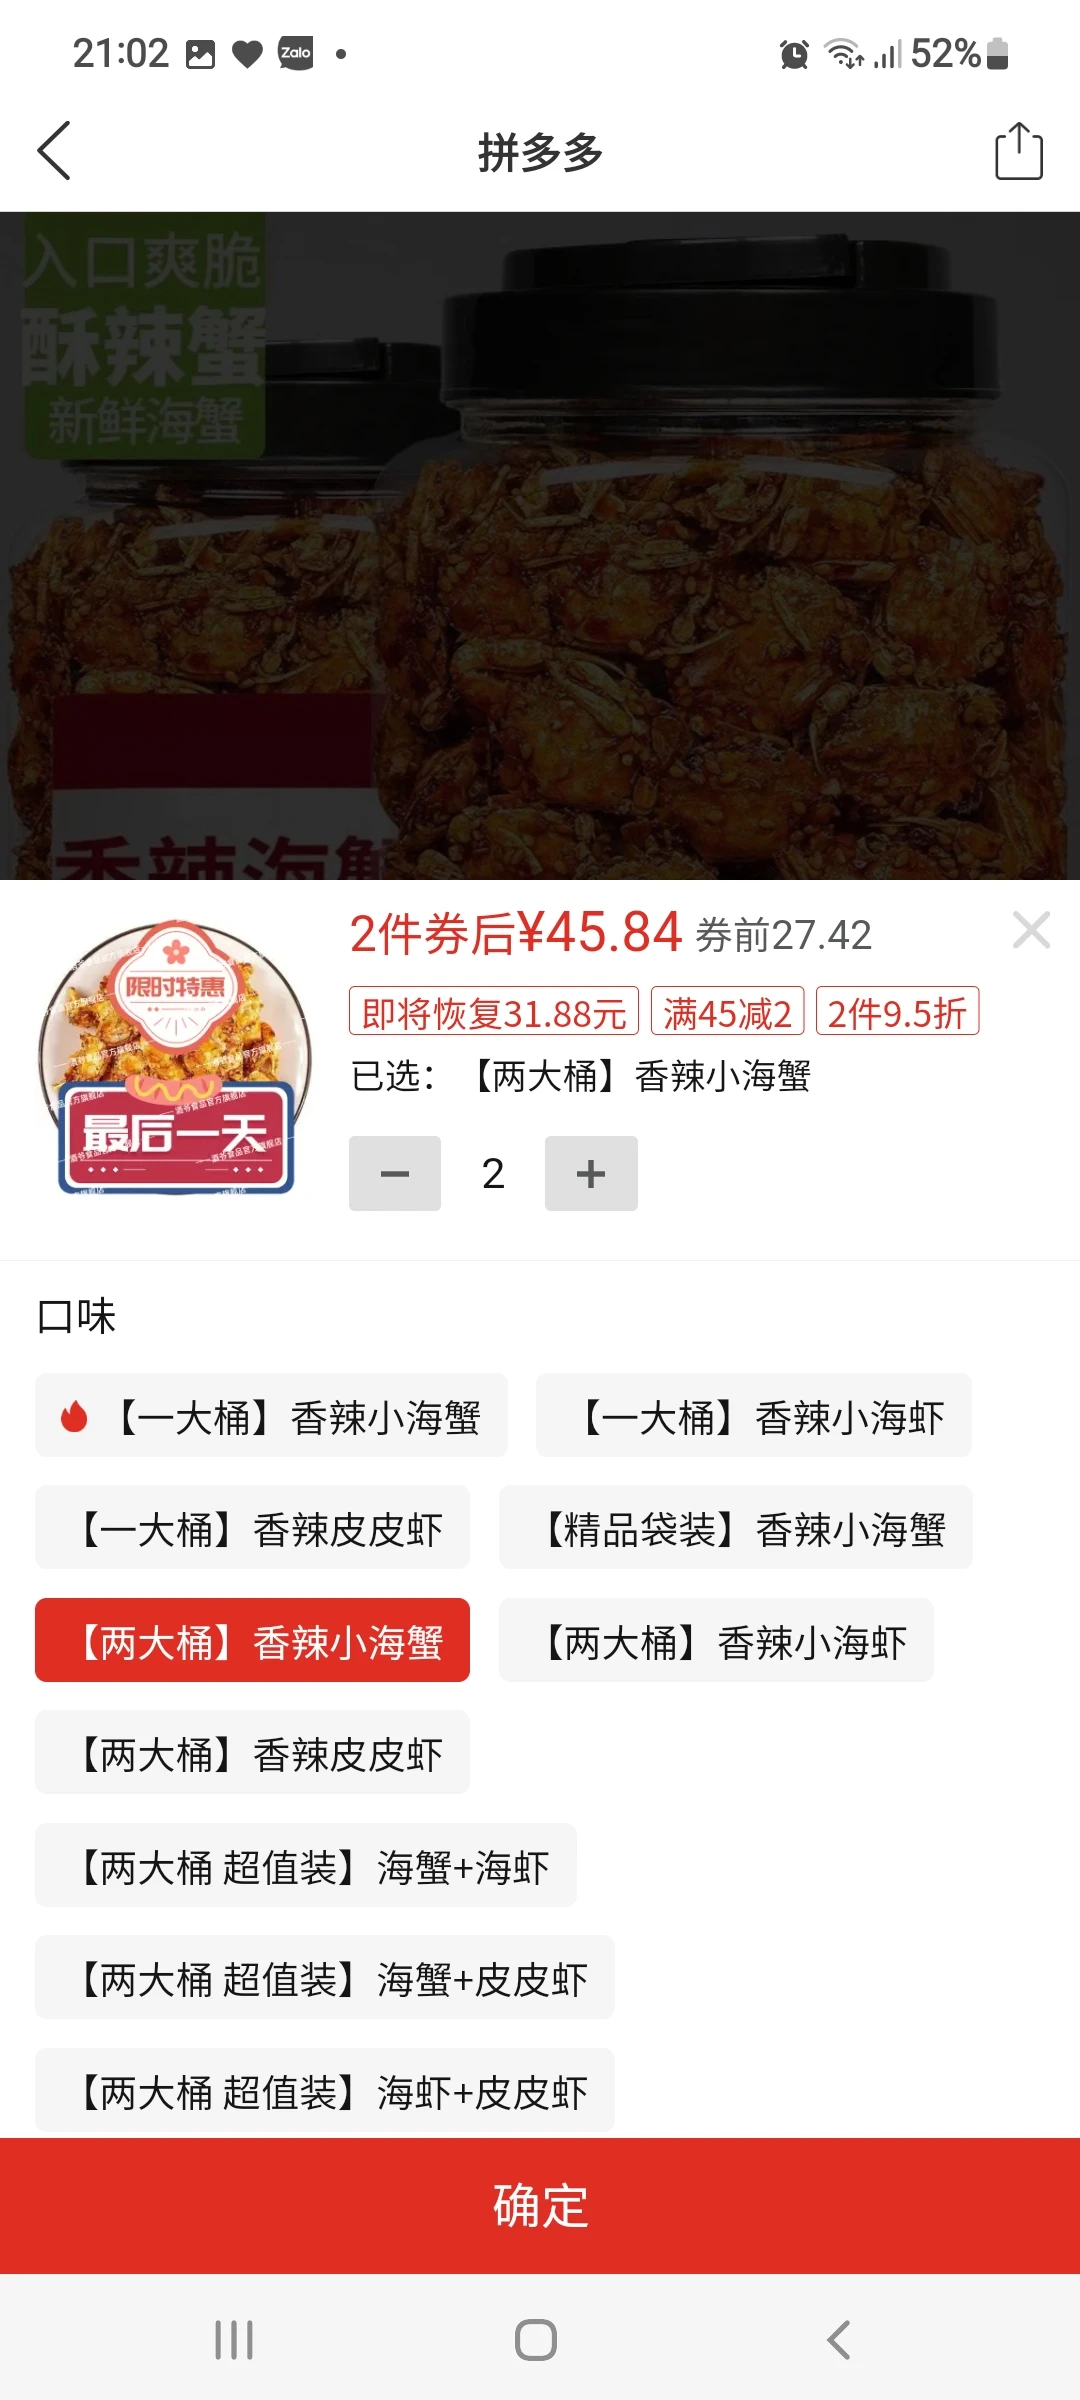 21:02 Zalo 52%
拼多多
入口爽脆
酥辣蟹
新鲜海蟹
香辣海
2件券后¥45.84 券前27.42
即将恢复31.88元 满45减2 2件9.5折
限时特惠
最后一天
已选：【两大桶】香辣小海蟹
2
口味
【一大桶】香辣小海蟹 【一大桶】香辣小海虾
【一大桶】香辣皮皮虾 【精品袋装】香辣小海蟹
【两大桶】香辣小海蟹 【两大桶】香辣小海虾
【两大桶】香辣皮皮虾
【两大桶 超值装】海蟹+海虾
【两大桶 超值装】海蟹+皮皮虾
【两大桶 超值装】海虾+皮皮虾
确定